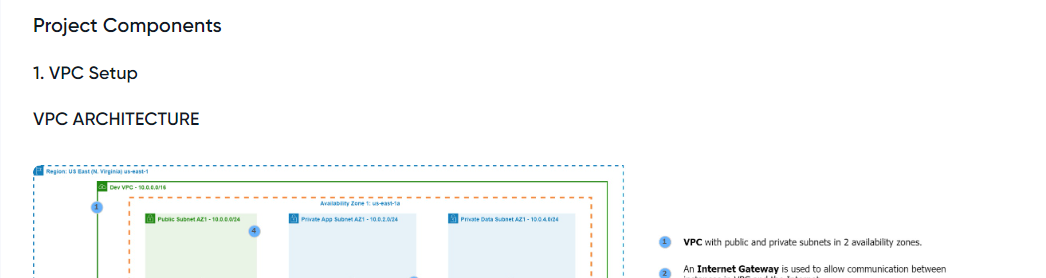 Project Components
1. VPC Setup
VPC ARCHITECTURE
Region: US East (N. Virginia) us-east-1
Dev VPC - 10.0.0.0/16
1
Availability Zone 1: us-east-1a
Public Subnet AZ1 - 10.0.0.0/24
Private App Subnet AZ1 - 10.0.2.0/24
Private Data Subnet AZ1 - 10.0.4.0/24
4
1 VPC with public and private subnets in 2 availability zones.
2 An Internet Gateway is used to allow communication between